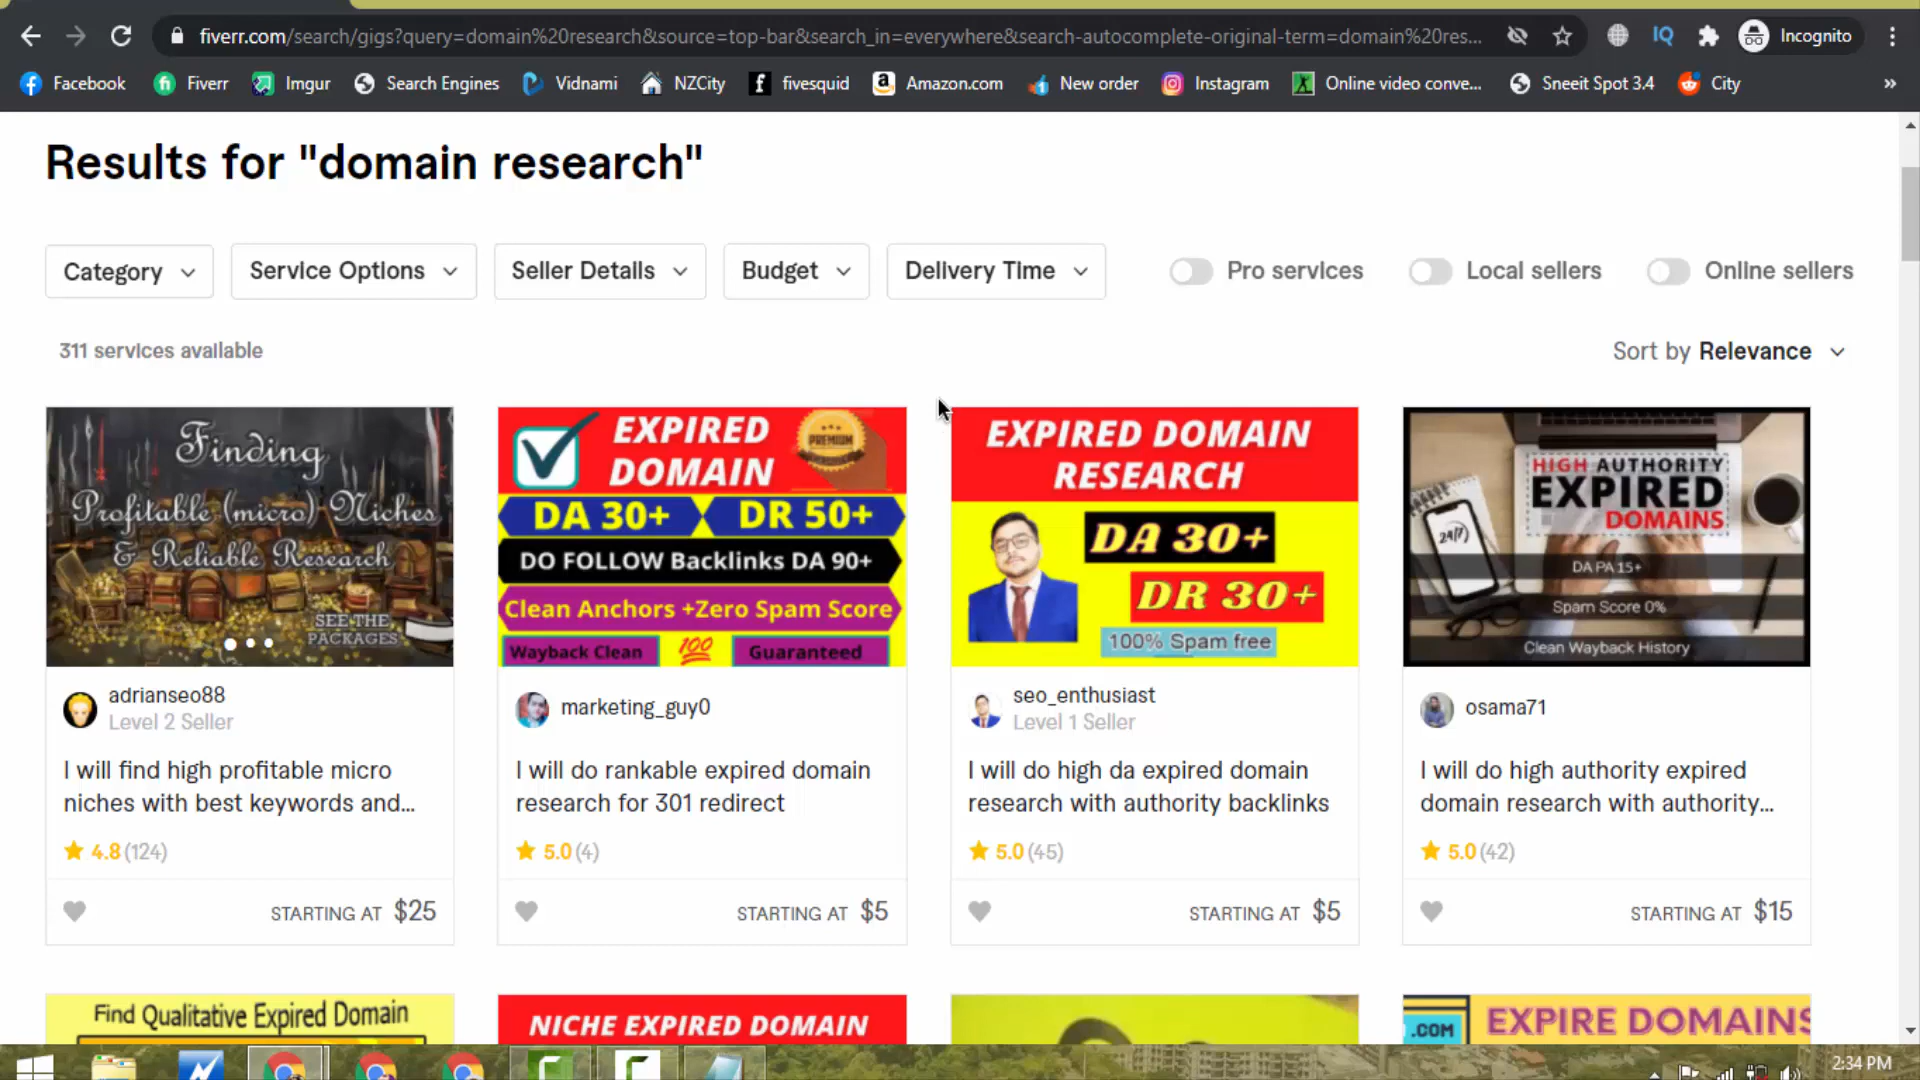 fiverr.com/search/gigs?query=domain%20research&source=top-bar&search_in=everywhere&search-autocomplete-original-term=domain%20res...
Incognito
Facebook
Fiverr
Imgur
Search Engines
Vidnami
NZCity
fivesquid
Amazon.com
New order
Instagram
Online video conve...
Sneeit Spot 3.4
City
»
Results for "domain research"
Category
Service Options
Seller Details
Budget
Delivery Time
Pro services
Local sellers
Online sellers
311 services available
Sort by Relevance
Finding
Profitable (micro) Niches
& Reliable Research
SEE THE
PACKAGES
adrianseo88
Level 2 Seller
I will find high profitable micro
niches with best keywords and...
4.8 (124)
STARTING AT $25
EXPIRED
DOMAIN
PREMIUM
DA 30+
DR 50+
DO FOLLOW Backlinks DA 90+
Clean Anchors +Zero Spam Score
Wayback Clean
100
Guaranteed
marketing_guy0
I will do rankable expired domain
research for 301 redirect
5.0 (4)
STARTING AT $5
EXPIRED DOMAIN
RESEARCH
DA 30+
DR 30+
100% Spam free
seo_enthusiast
Level 1 Seller
I will do high da expired domain
research with authority backlinks
5.0 (45)
STARTING AT $5
HIGH AUTHORITY
EXPIRED
DOMAINS
24/7
DA PA 15+
Spam Score 0%
Clean Wayback History
osama71
I will do high authority expired
domain research with authority...
5.0 (42)
STARTING AT $15
Find Qualitative Expired Domain
NICHE EXPIRED DOMAIN
.COM
EXPIRE DOMAINS
2:34 PM